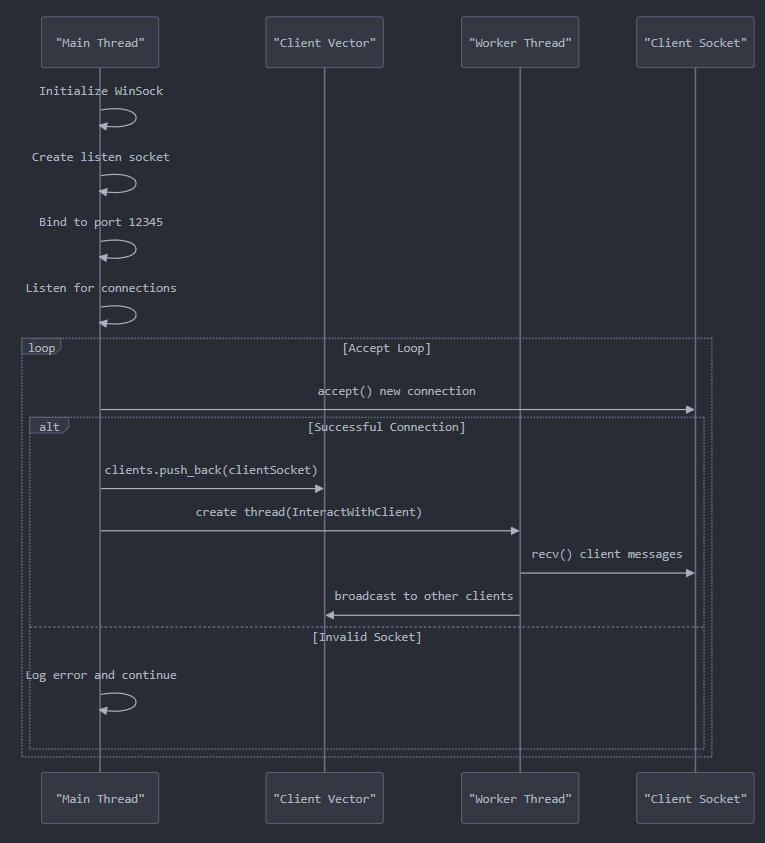 "Main Thread" "Client Vector" "Worker Thread" "Client Socket"
Initialize WinSock
Create listen socket
Bind to port 12345
Listen for connections
loop [Accept Loop]
accept() new connection
alt [Successful Connection]
clients.push_back(clientSocket)
create thread(InteractWithClient)
recv() client messages
broadcast to other clients
[Invalid Socket]
Log error and continue
"Main Thread" "Client Vector" "Worker Thread" "Client Socket"